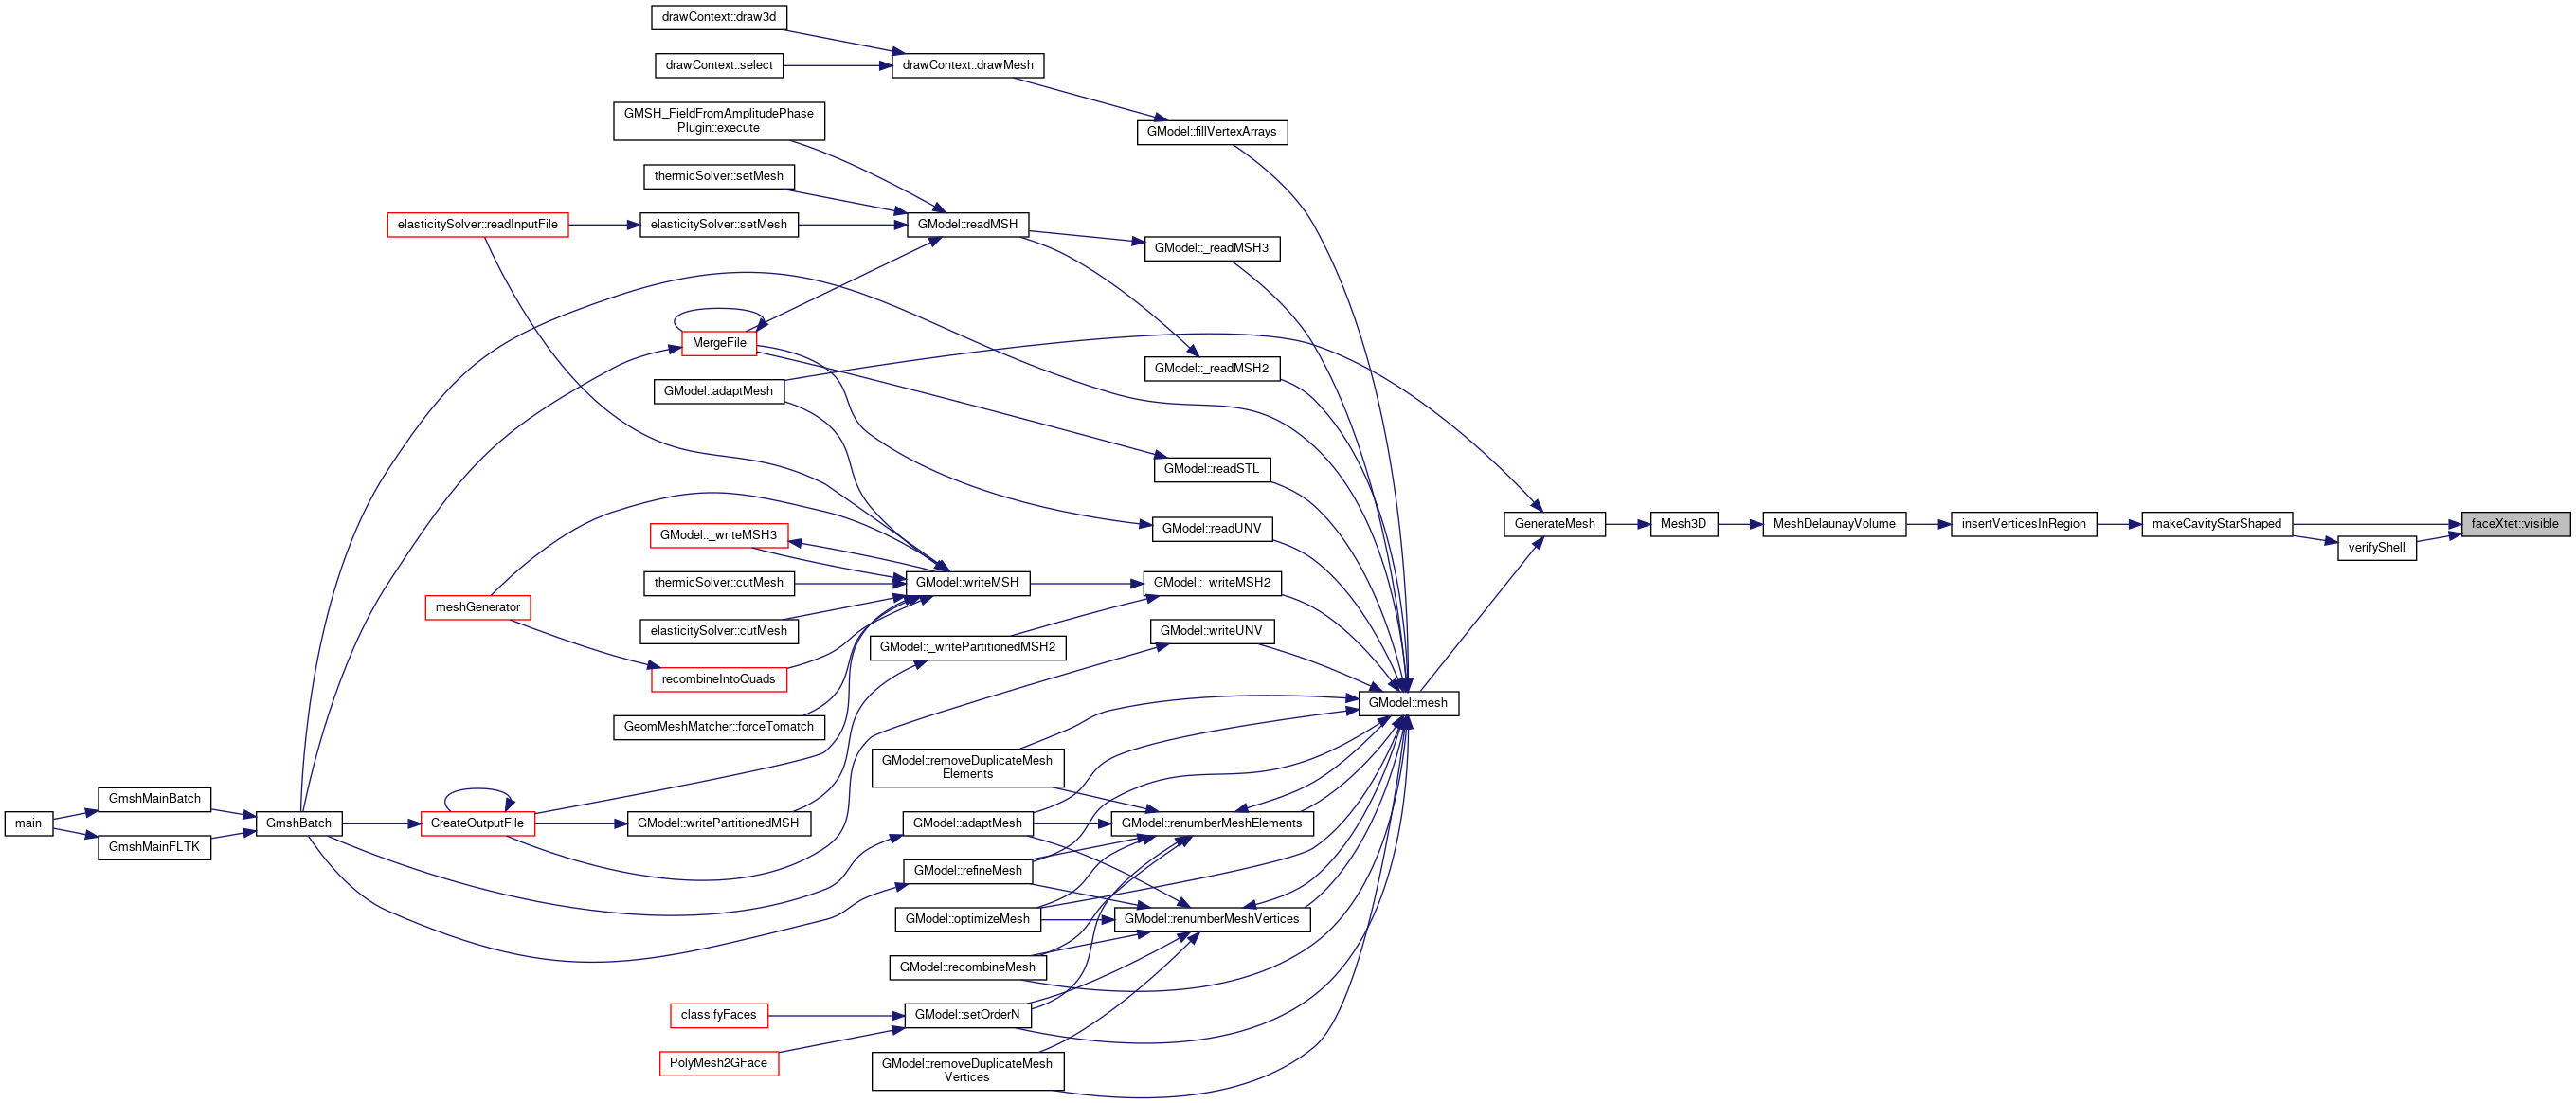 drawContext::draw3d
drawContext::select
drawContext::drawMesh
GMSH_FieldFromAmplitudePhase
Plugin::execute
GModel::fillVertexArrays
thermicSolver::setMesh
elasticitySolver::readInputFile
elasticitySolver::setMesh
GModel::readMSH
GModel::_readMSH3
MergeFile
GModel::_readMSH2
GModel::adaptMesh
GModel::readSTL
GModel::readUNV
GenerateMesh
Mesh3D
MeshDelaunayVolume
insertVerticesInRegion
makeCavityStarShaped
faceXtet::visible
verifyShell
GModel::_writeMSH3
thermicSolver::cutMesh
GModel::writeMSH
GModel::_writeMSH2
meshGenerator
elasticitySolver::cutMesh
GModel::writeUNV
GModel::_writePartitionedMSH2
recombineIntoQuads
GModel::mesh
GeomMeshMatcher::forceTomatch
GModel::removeDuplicateMesh
Elements
GmshMainBatch
main
GmshBatch
CreateOutputFile
GModel::writePartitionedMSH
GModel::adaptMesh
GModel::renumberMeshElements
GmshMainFLTK
GModel::refineMesh
GModel::optimizeMesh
GModel::renumberMeshVertices
GModel::recombineMesh
classifyFaces
GModel::setOrderN
PolyMesh2GFace
GModel::removeDuplicateMesh
Vertices